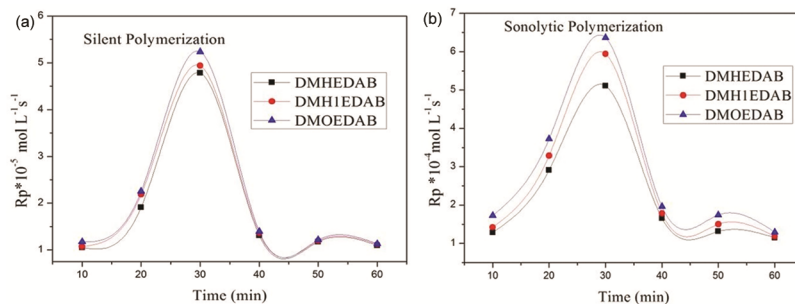 (a)
Silent Polymerization
DMHEDAB
DMH1EDAB
DMOEDAB
Rp*10⁻⁵ mol L⁻¹s⁻¹
6
5
4
3
2
1
10 20 30 40 50 60
Time (min)
(b)
Sonolytic Polymerization
DMHEDAB
DMH1EDAB
DMOEDAB
Rp *10⁻⁴ mol L⁻¹s⁻¹
7
6
5
4
3
2
1
10 20 30 40 50 60
Time (min)